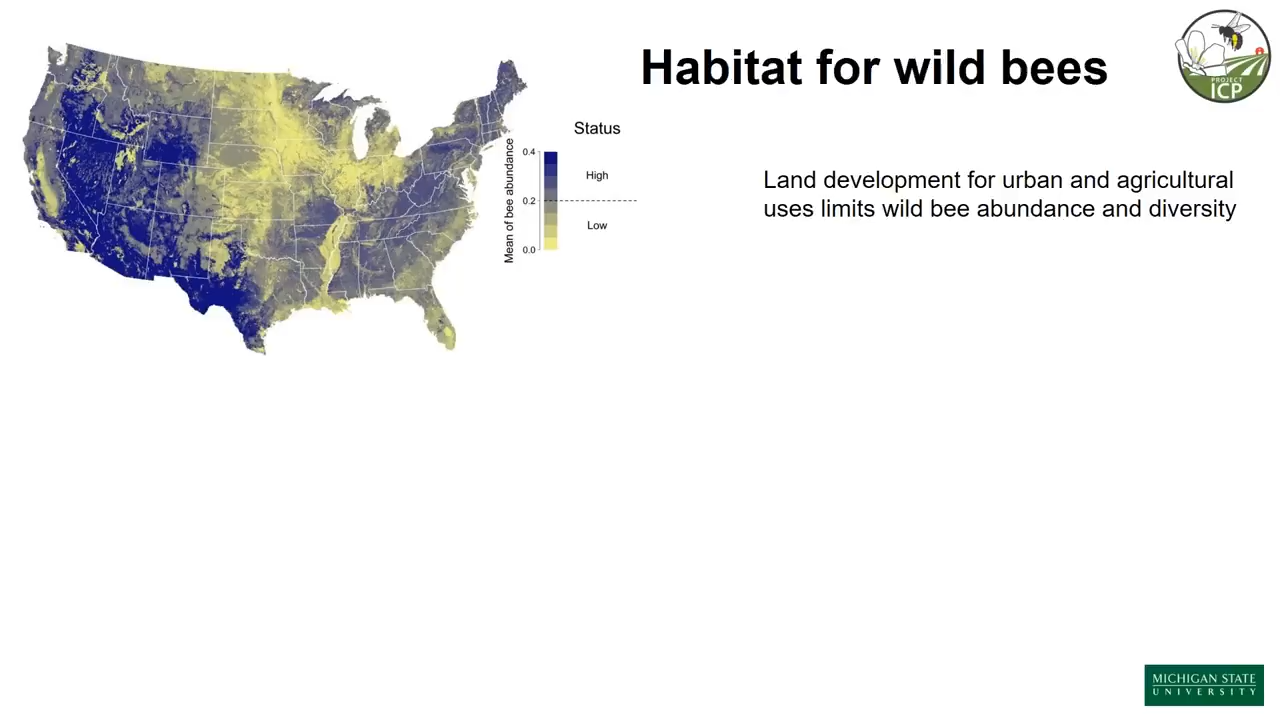 Habitat for wild bees
PROJECT
ICP
Status
Mean of bee abundance
0.4
High
0.2
Low
0.0
Land development for urban and agricultural
uses limits wild bee abundance and diversity
MICHIGAN STATE
UNIVERSITY